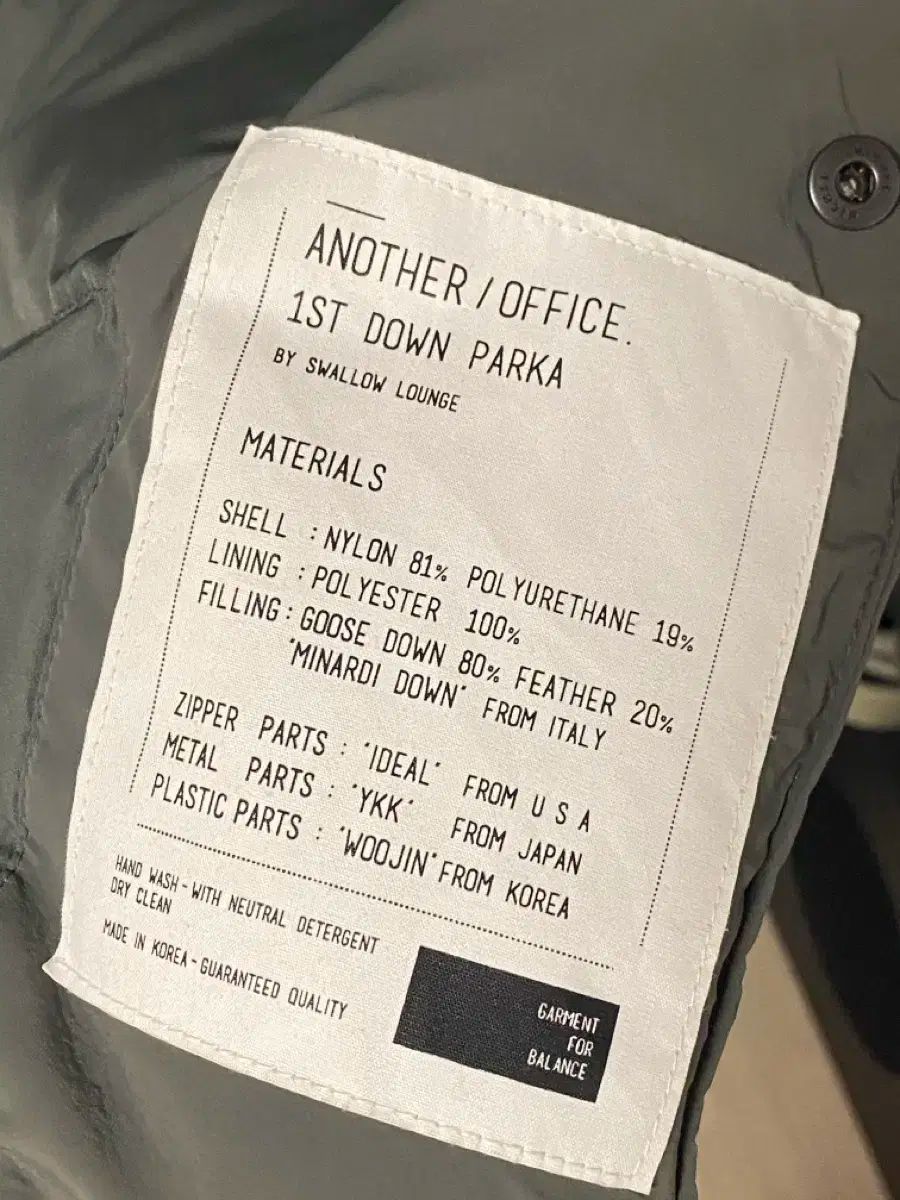 ANOTHER / OFFICE.
1ST DOWN PARKA
BY SWALLOW LOUNGE
MATERIALS
SHELL : NYLON 81% POLYURETHANE 19%
LINING : POLYESTER 100%
FILLING : GOOSE DOWN 80% FEATHER 20%
"MINARDI DOWN" FROM ITALY
ZIPPER PARTS : "IDEAL" FROM U S A
METAL PARTS : "YKK" FROM JAPAN
PLASTIC PARTS : "WOOJIN" FROM KOREA
HAND WASH - WITH NEUTRAL DETERGENT
DRY CLEAN
MADE IN KOREA - GUARANTEED QUALITY
GARMENT
FOR
BALANCE